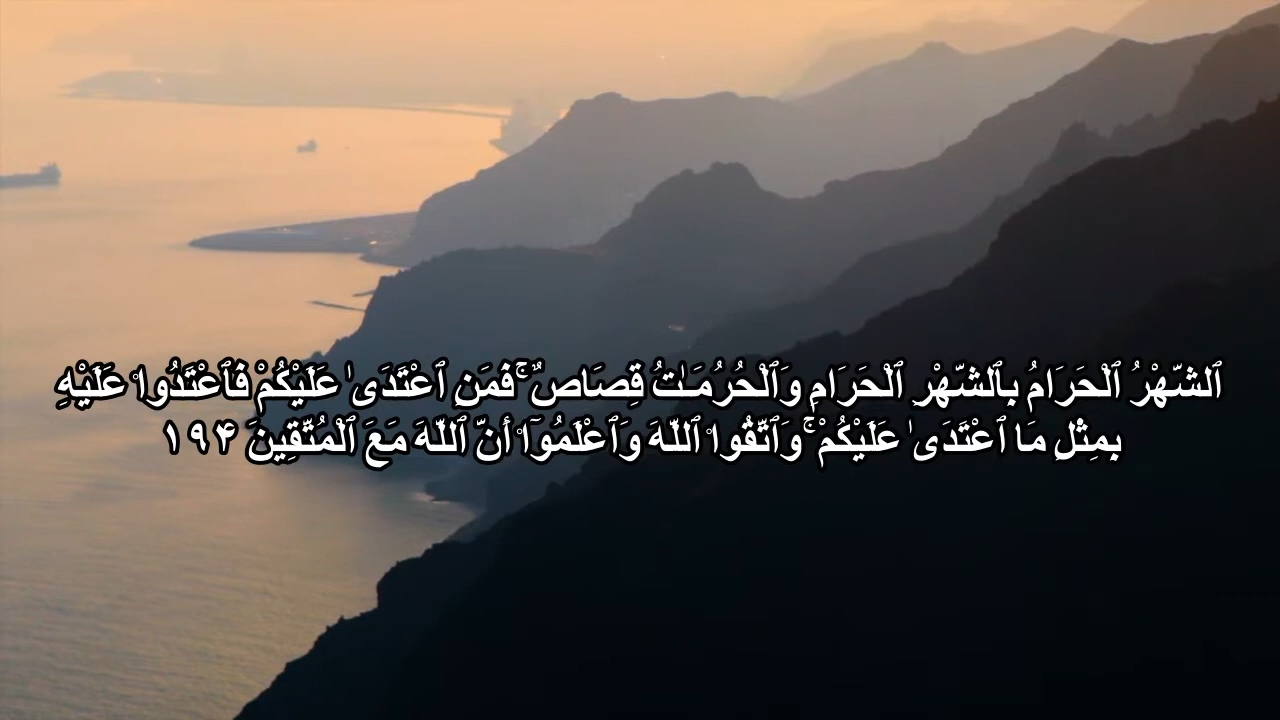 ٱلشَّهْرُ ٱلْحَرَامُ بِٱلشَّهْرِ ٱلْحَرَامِ وَٱلْحُرُمَـٰتُ قِصَاصٌ ۚ فَمَنِ ٱعْتَدَىٰ عَلَيْكُمْ فَٱعْتَدُوا۟ عَلَيْهِ
بِمِثْلِ مَا ٱعْتَدَىٰ عَلَيْكُمْ ۚ وَٱتَّقُوا۟ ٱللَّهَ وَٱعْلَمُوٓا۟ أَنَّ ٱللَّهَ مَعَ ٱلْمُتَّقِينَ ۱۹۴